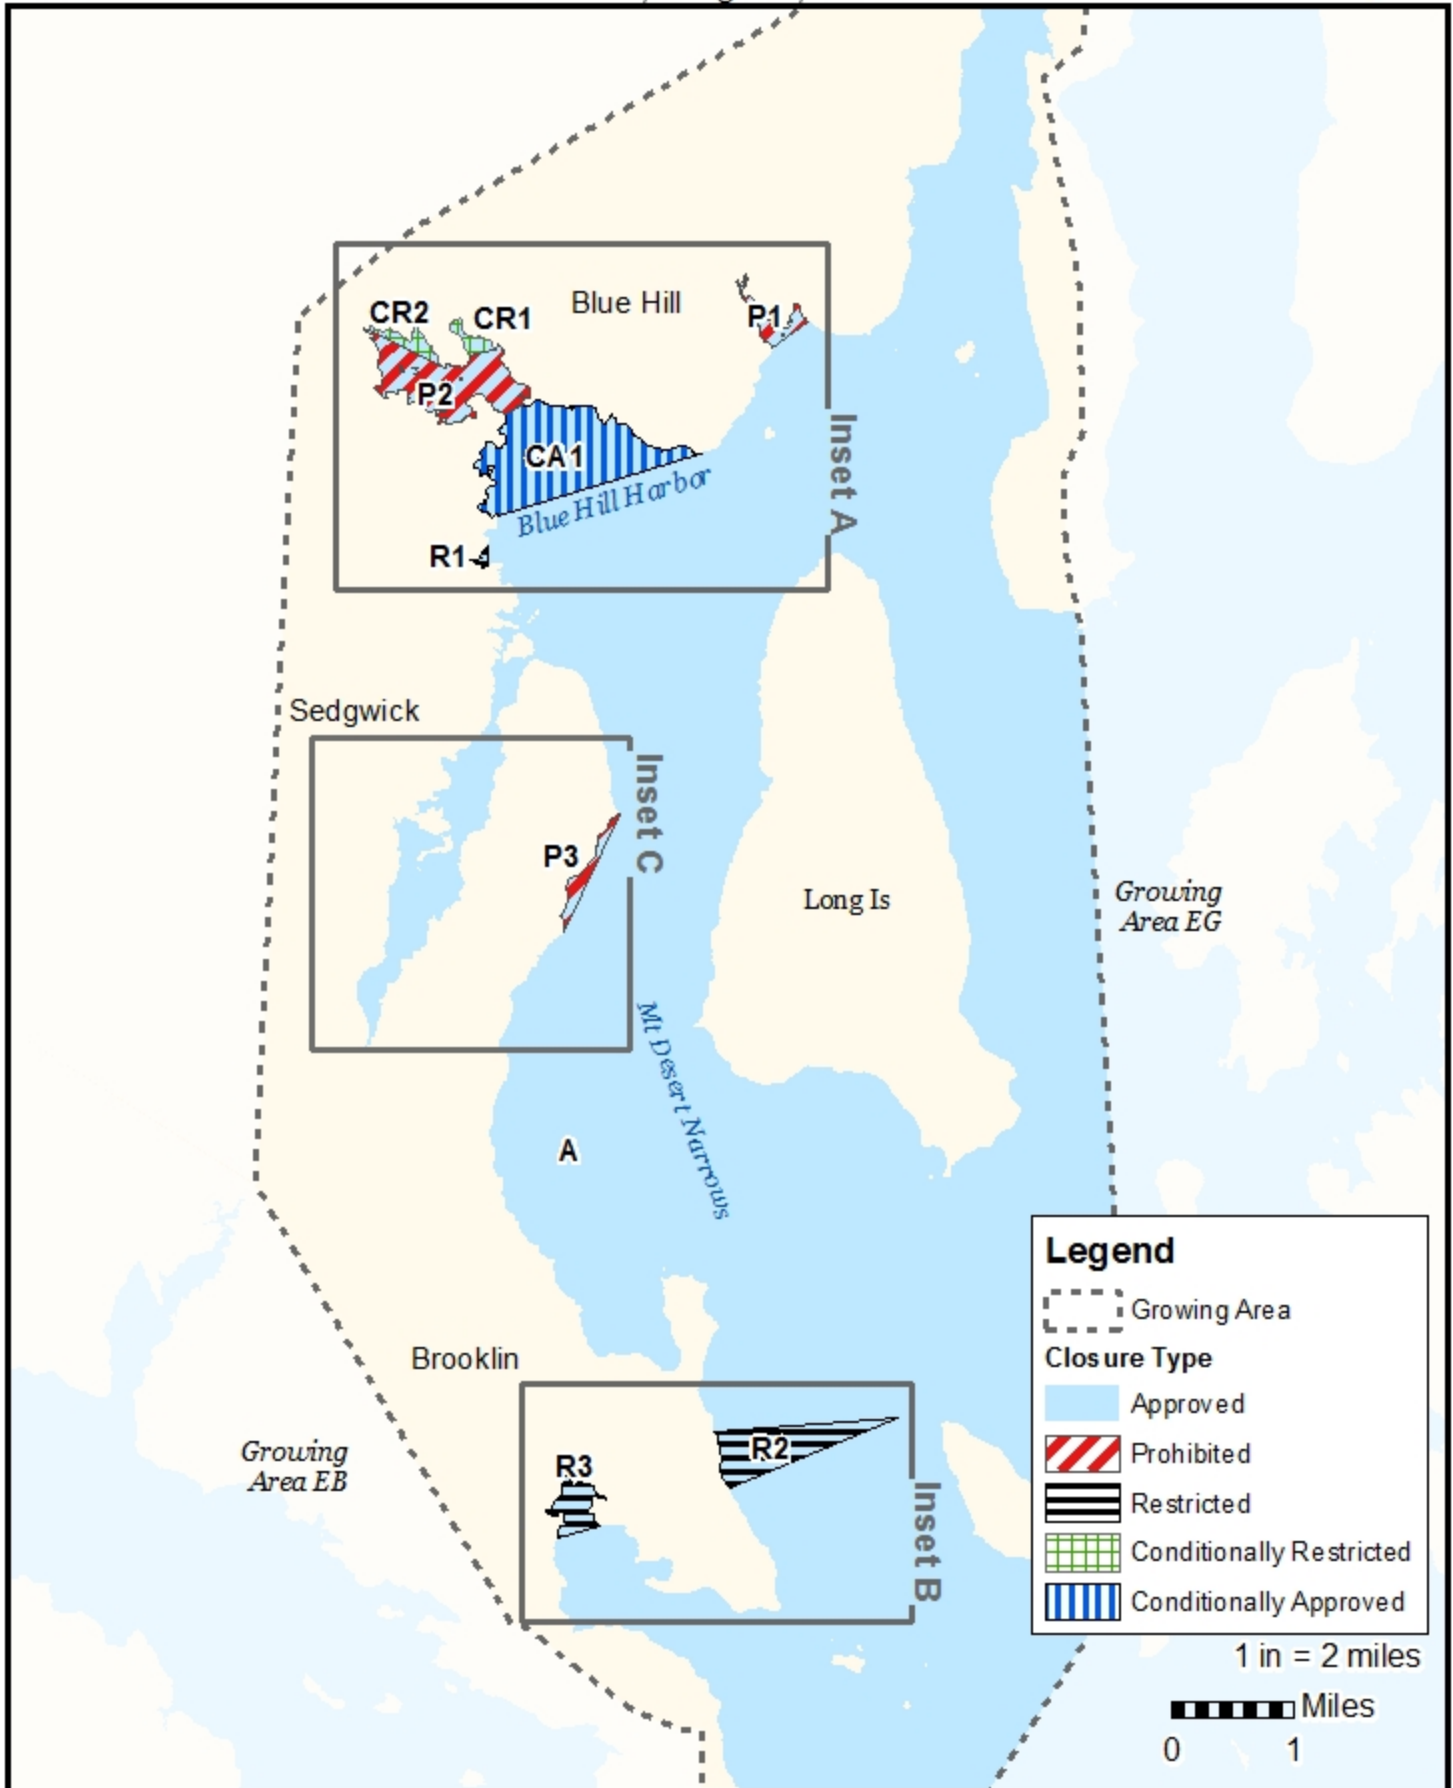 CR2
CR1
Blue Hill
P1
P2
CA1
Blue Hill Harbor
Inset A
R1
Sedgwick
Inset C
P3
Long Is
Growing
Area EG
Mt Desert Narrows
A
Brooklin
Growing
Area EB
R3
R2
Inset B
Legend
Growing Area
Closure Type
Approved
Prohibited
Restricted
Conditionally Restricted
Conditionally Approved
1 in = 2 miles
Miles
0 1